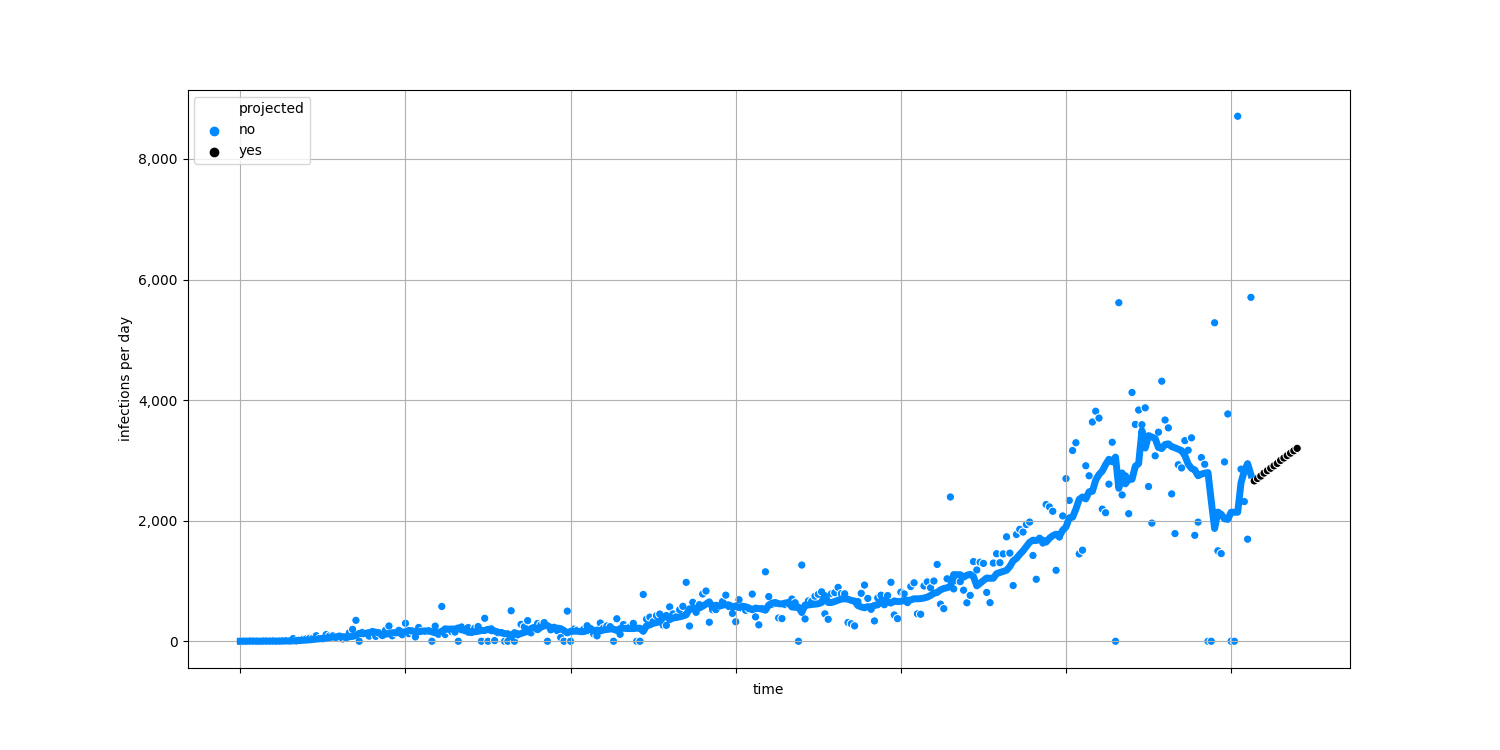 projected
no
yes
8,000
6,000
4,000
2,000
0
infections per day
time